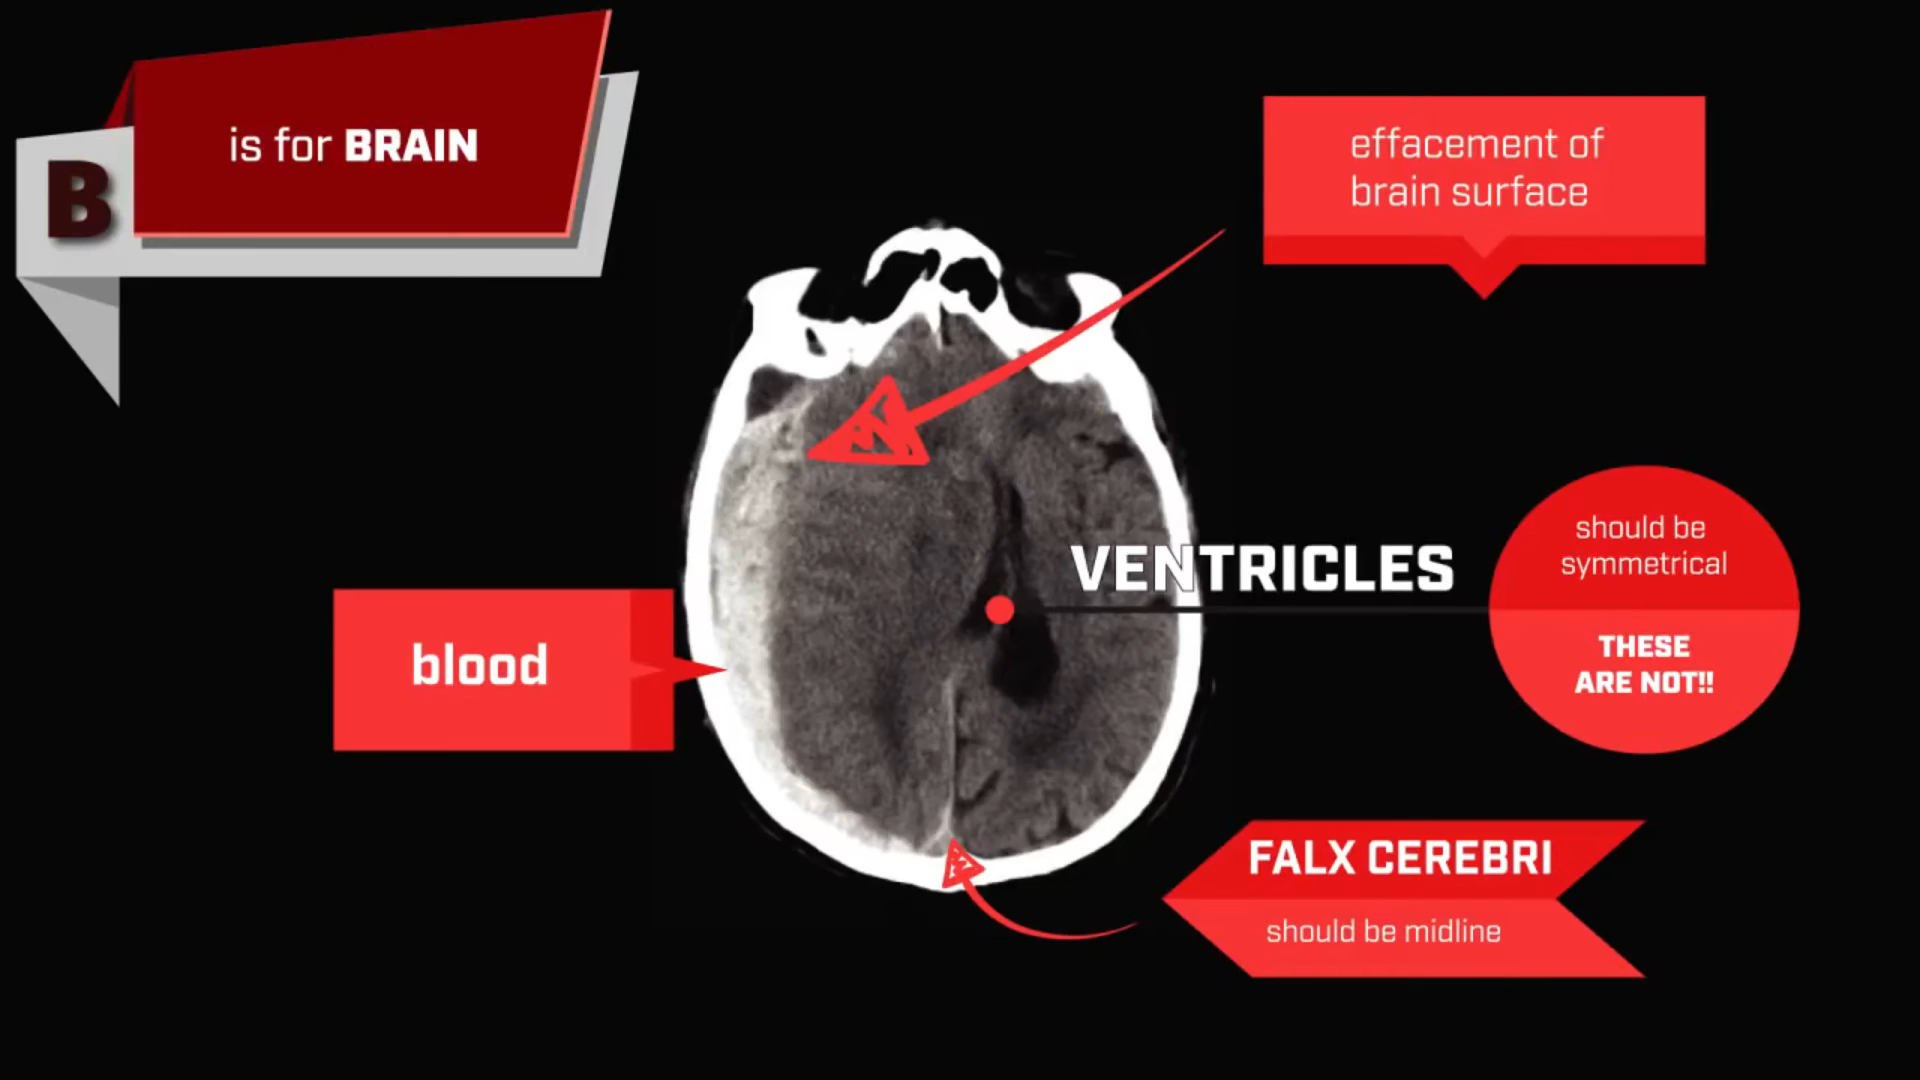 B is for BRAIN
effacement of
brain surface
should be
symmetrical
VENTRICLES
THESE
ARE NOT!!
blood
FALX CEREBRI
should be midline